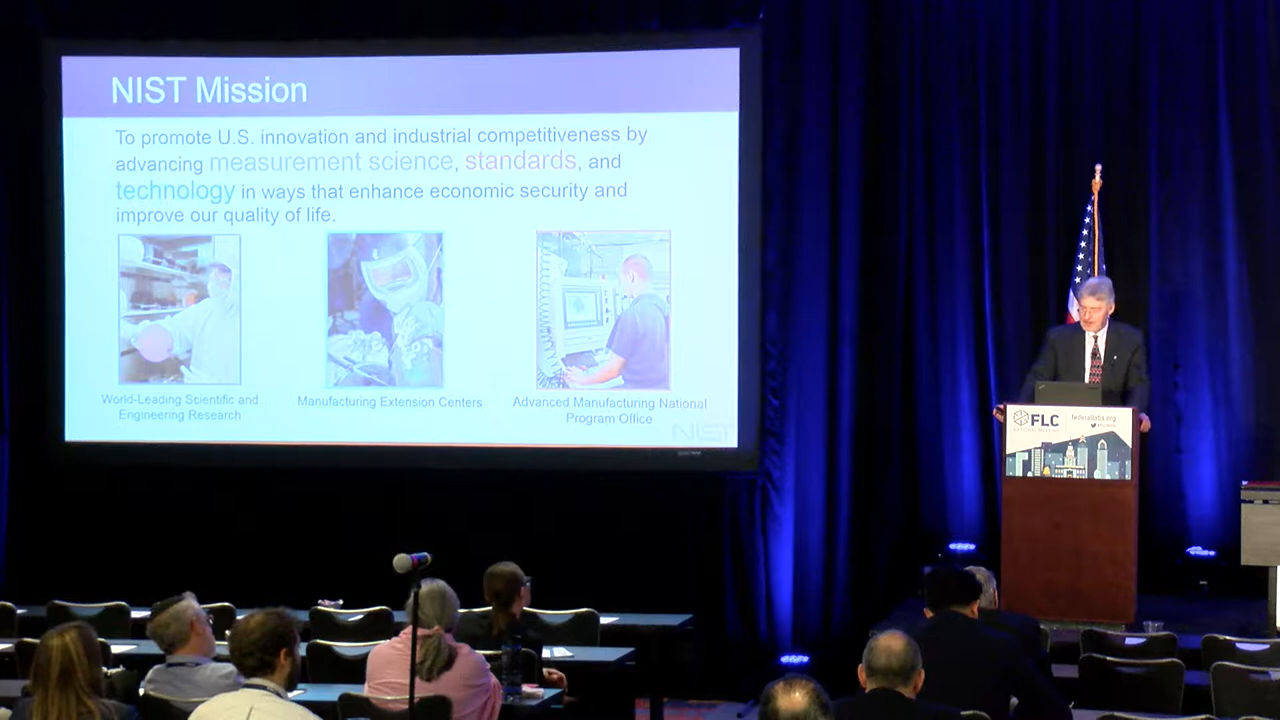 NIST Mission
To promote U.S. innovation and industrial competitiveness by
advancing measurement science, standards, and
technology in ways that enhance economic security and
improve our quality of life.
World-Leading Scientific and
Engineering Research
Manufacturing Extension Centers
Advanced Manufacturing National
Program Office
NIST
FLC
NATIONAL MEETING
federallabs.org